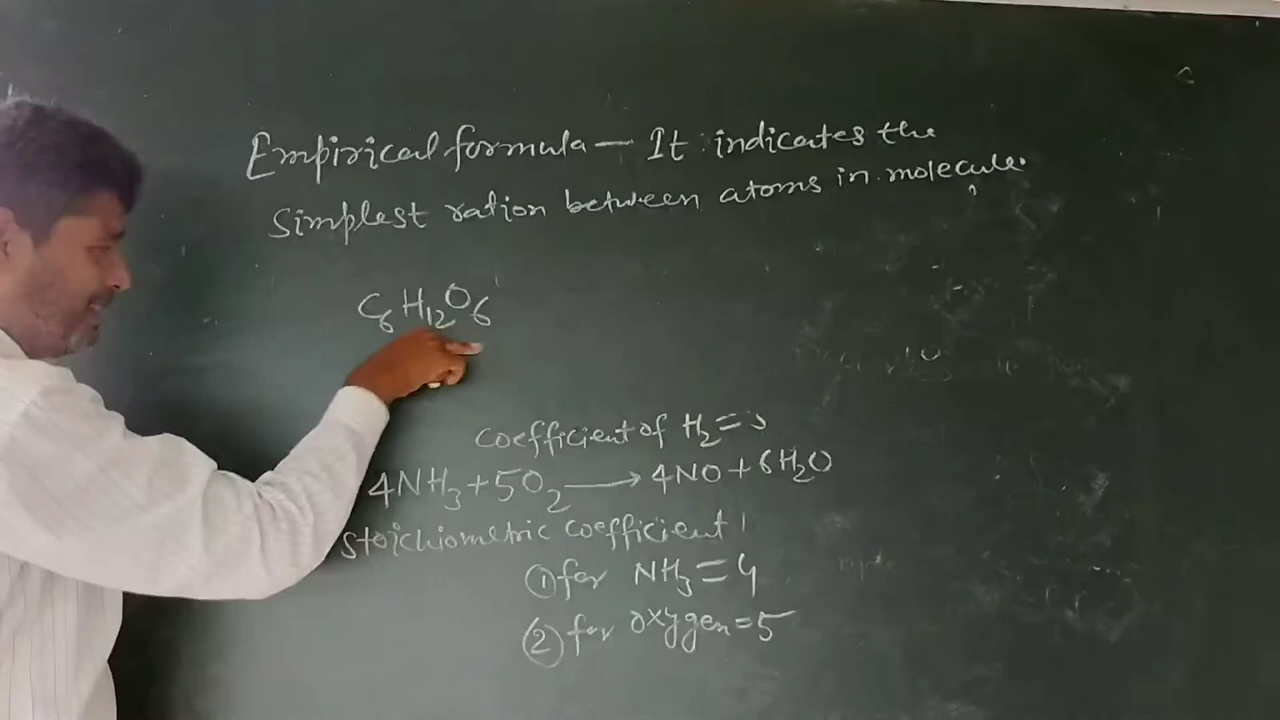 Empirical formula — It indicates the
simplest ration between atoms in molecule.
C6H12O6
coefficient of H2 = 3
4NH3 + 5O2 ⟶ 4NO + 6H2O
stoichiometric coefficient
① for NH3 = 4
② for oxygen = 5